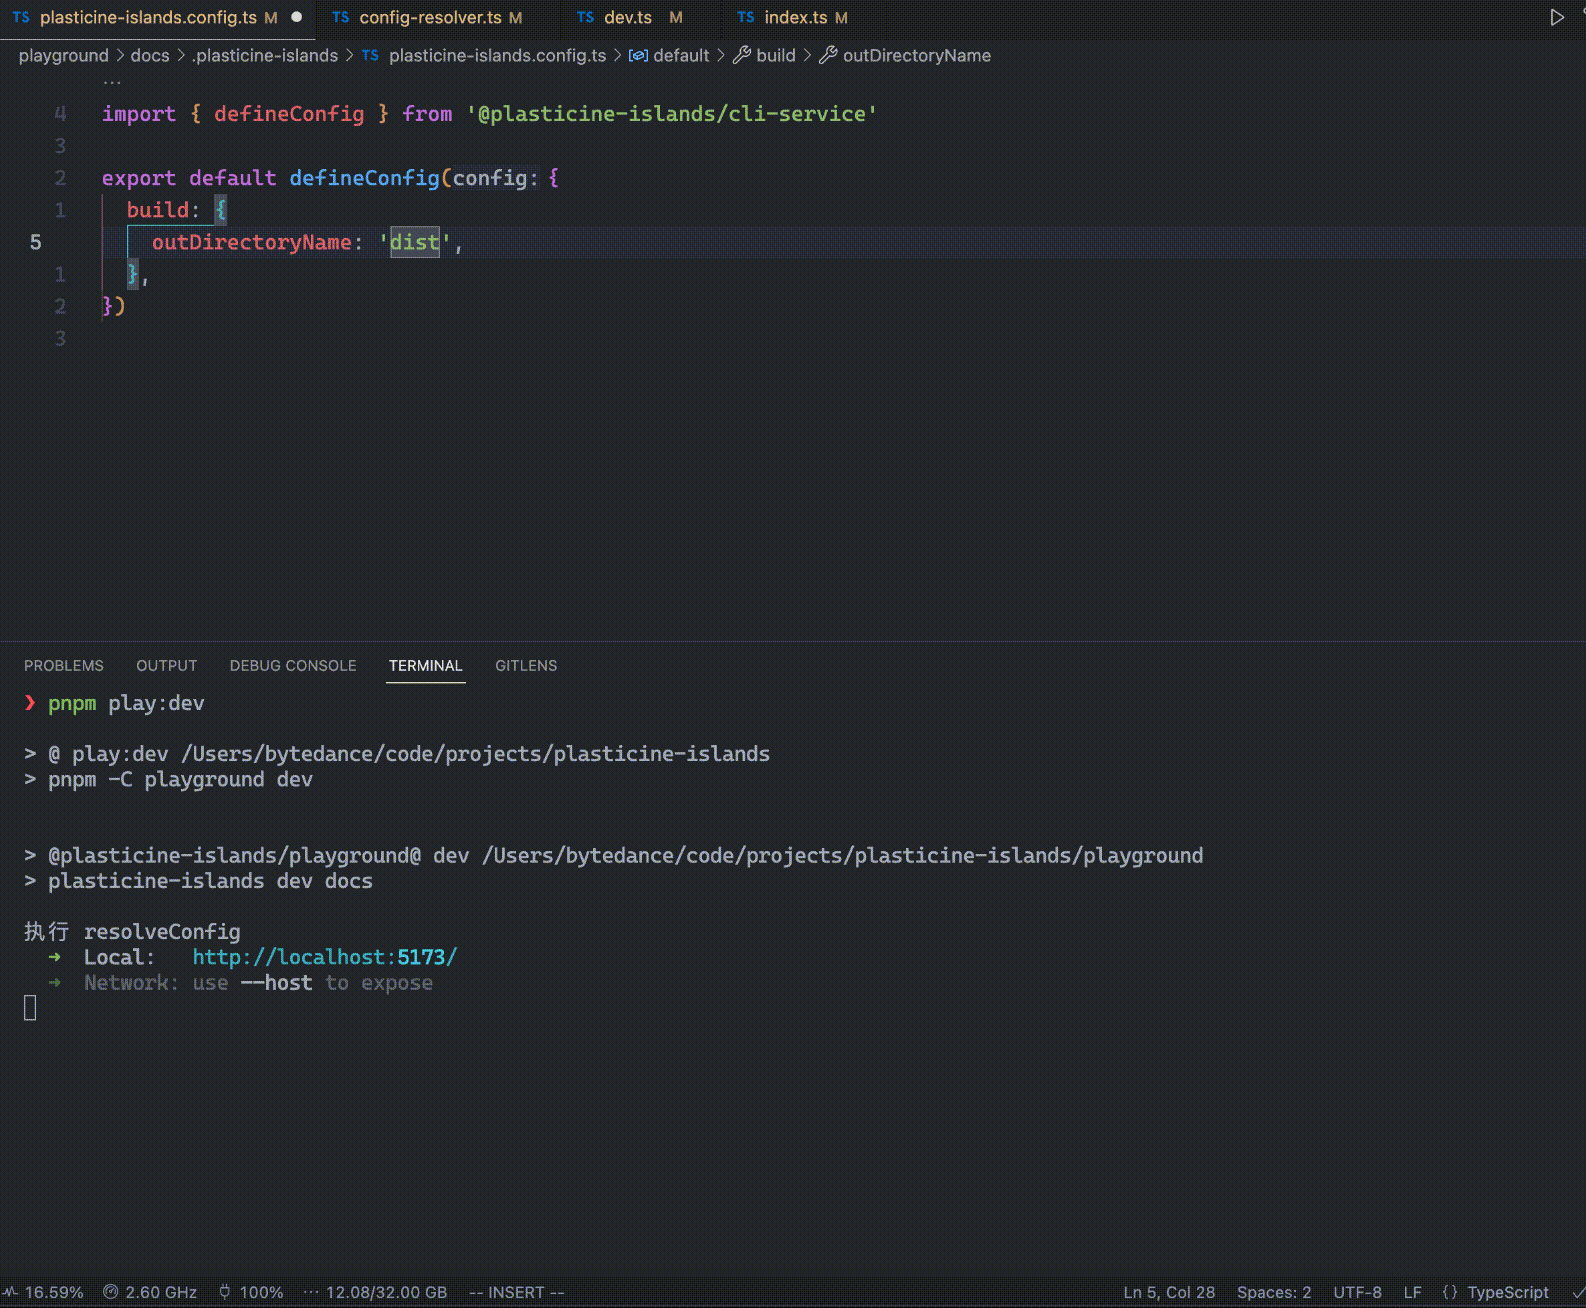 TS plasticine-islands.config.ts M ● TS config-resolver.ts M TS dev.ts M TS index.ts M
playground > docs > .plasticine-islands > TS plasticine-islands.config.ts > default > build > outDirectoryName
...
4 import { defineConfig } from '@plasticine-islands/cli-service'
3
2 export default defineConfig(config: {
1 build: {
5 outDirectoryName: 'dist',
1 },
2 })
3
PROBLEMS OUTPUT DEBUG CONSOLE TERMINAL GITLENS
❯ pnpm play:dev
> @ play:dev /Users/bytedance/code/projects/plasticine-islands
> pnpm -C playground dev
> @plasticine-islands/playground@ dev /Users/bytedance/code/projects/plasticine-islands/playground
> plasticine-islands dev docs
执行 resolveConfig
➜ Local: http://localhost:5173/
➜ Network: use --host to expose
16.59% 2.60 GHz 100% ··· 12.08/32.00 GB -- INSERT -- Ln 5, Col 28 Spaces: 2 UTF-8 LF {} TypeScript